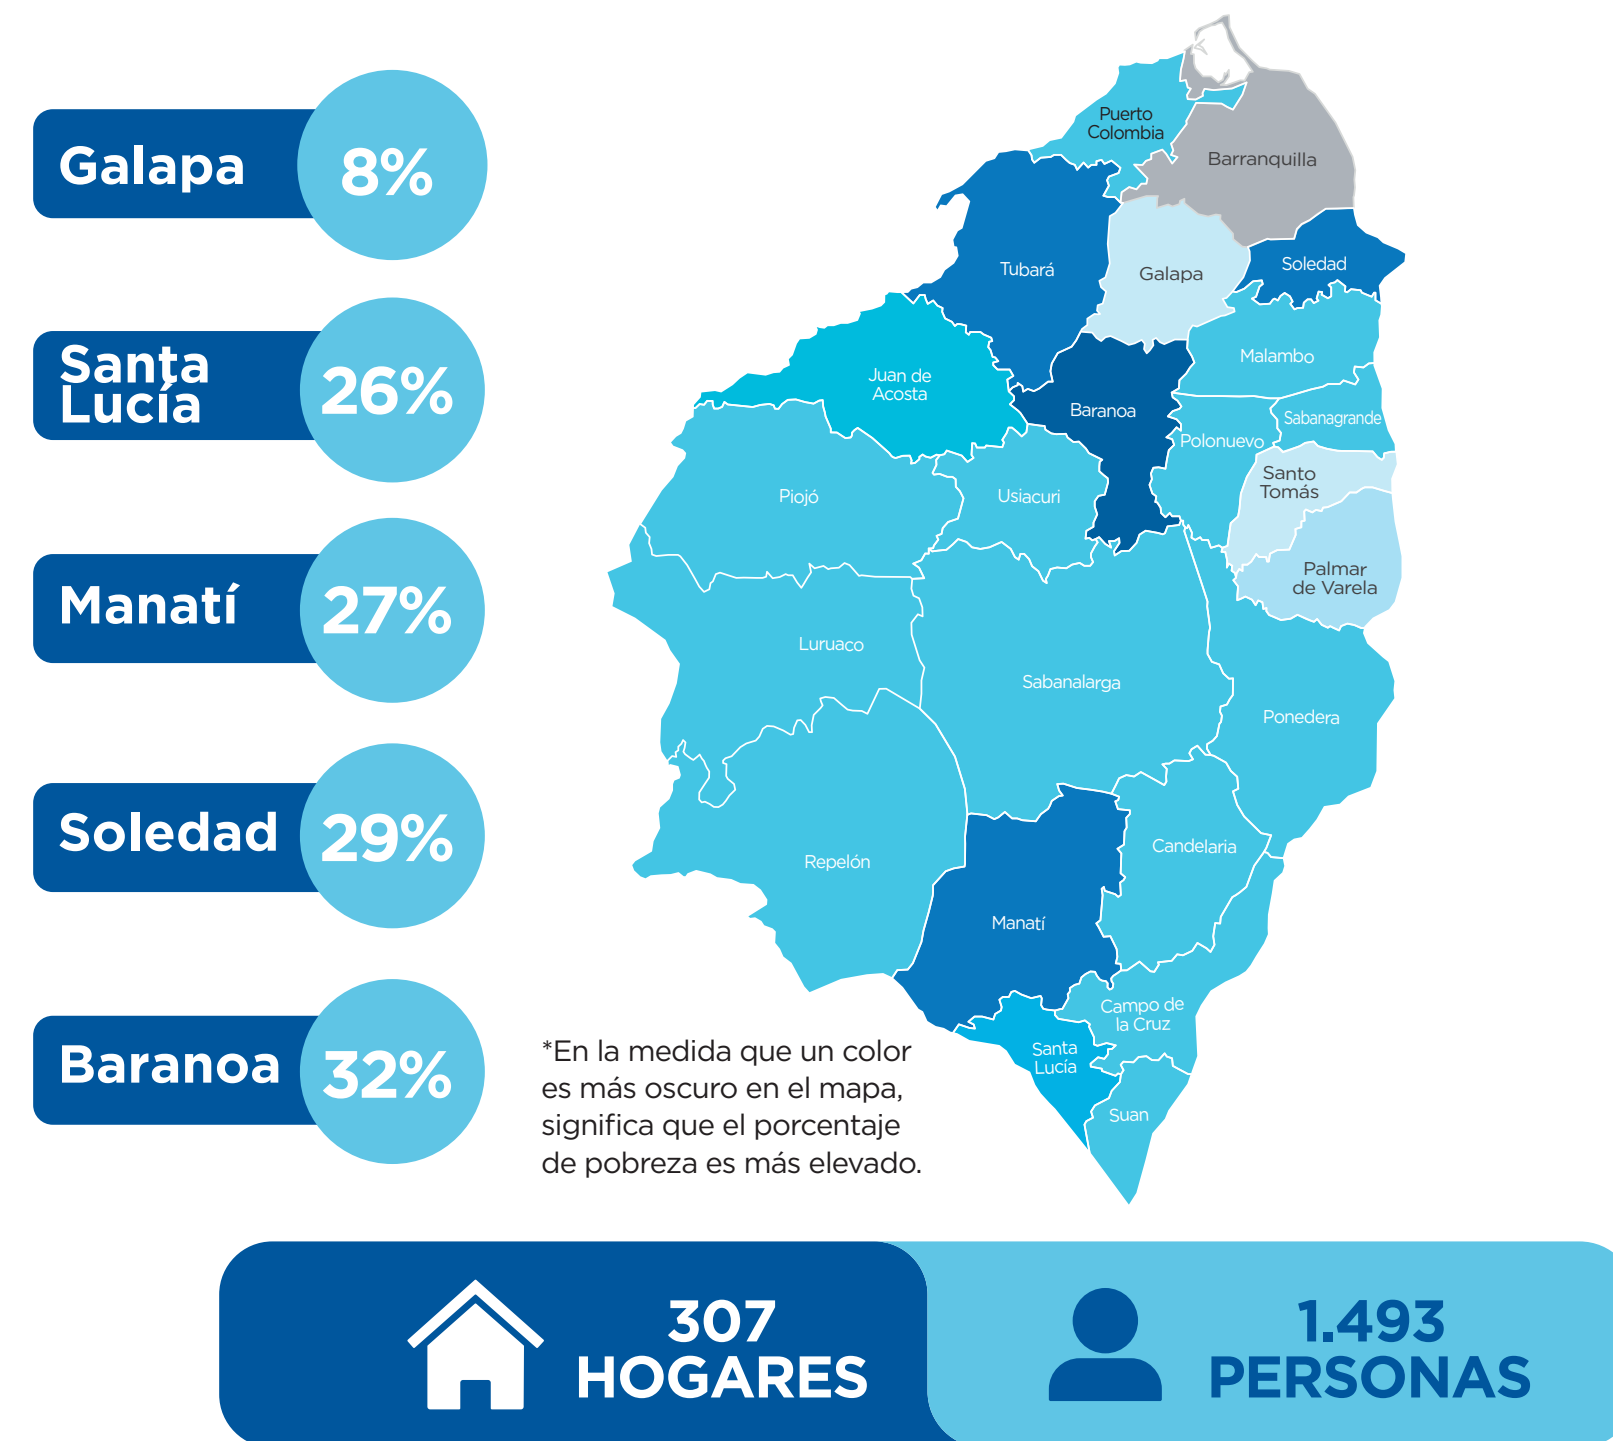 Galapa
8%
Santa
Lucía
26%
Manatí
27%
Soledad
29%
Baranoa
32%
Puerto
Colombia
Barranquilla
Tubará
Galapa
Soledad
Malambo
Juan de
Acosta
Baranoa
Sabanagrande
Polonuevo
Piojó
Usiacuri
Santo
Tomás
Palmar
de Varela
Luruaco
Sabanalarga
Ponedera
Repelón
Candelaria
Manatí
Campo de
la Cruz
Santa
Lucía
Suan
*En la medida que un color
es más oscuro en el mapa,
significa que el porcentaje
de pobreza es más elevado.
307
HOGARES
1.493
PERSONAS